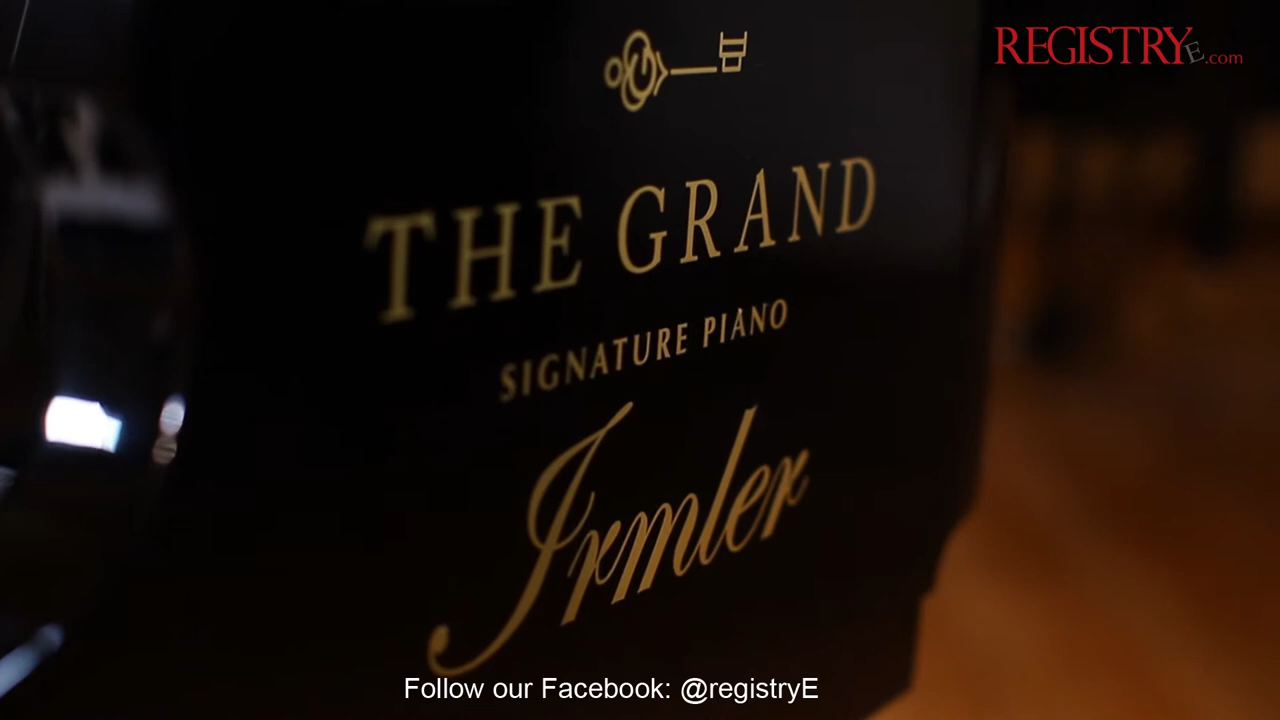 REGISTRYE.com
THE GRAND
SIGNATURE PIANO
Irmler
Follow our Facebook: @registryE